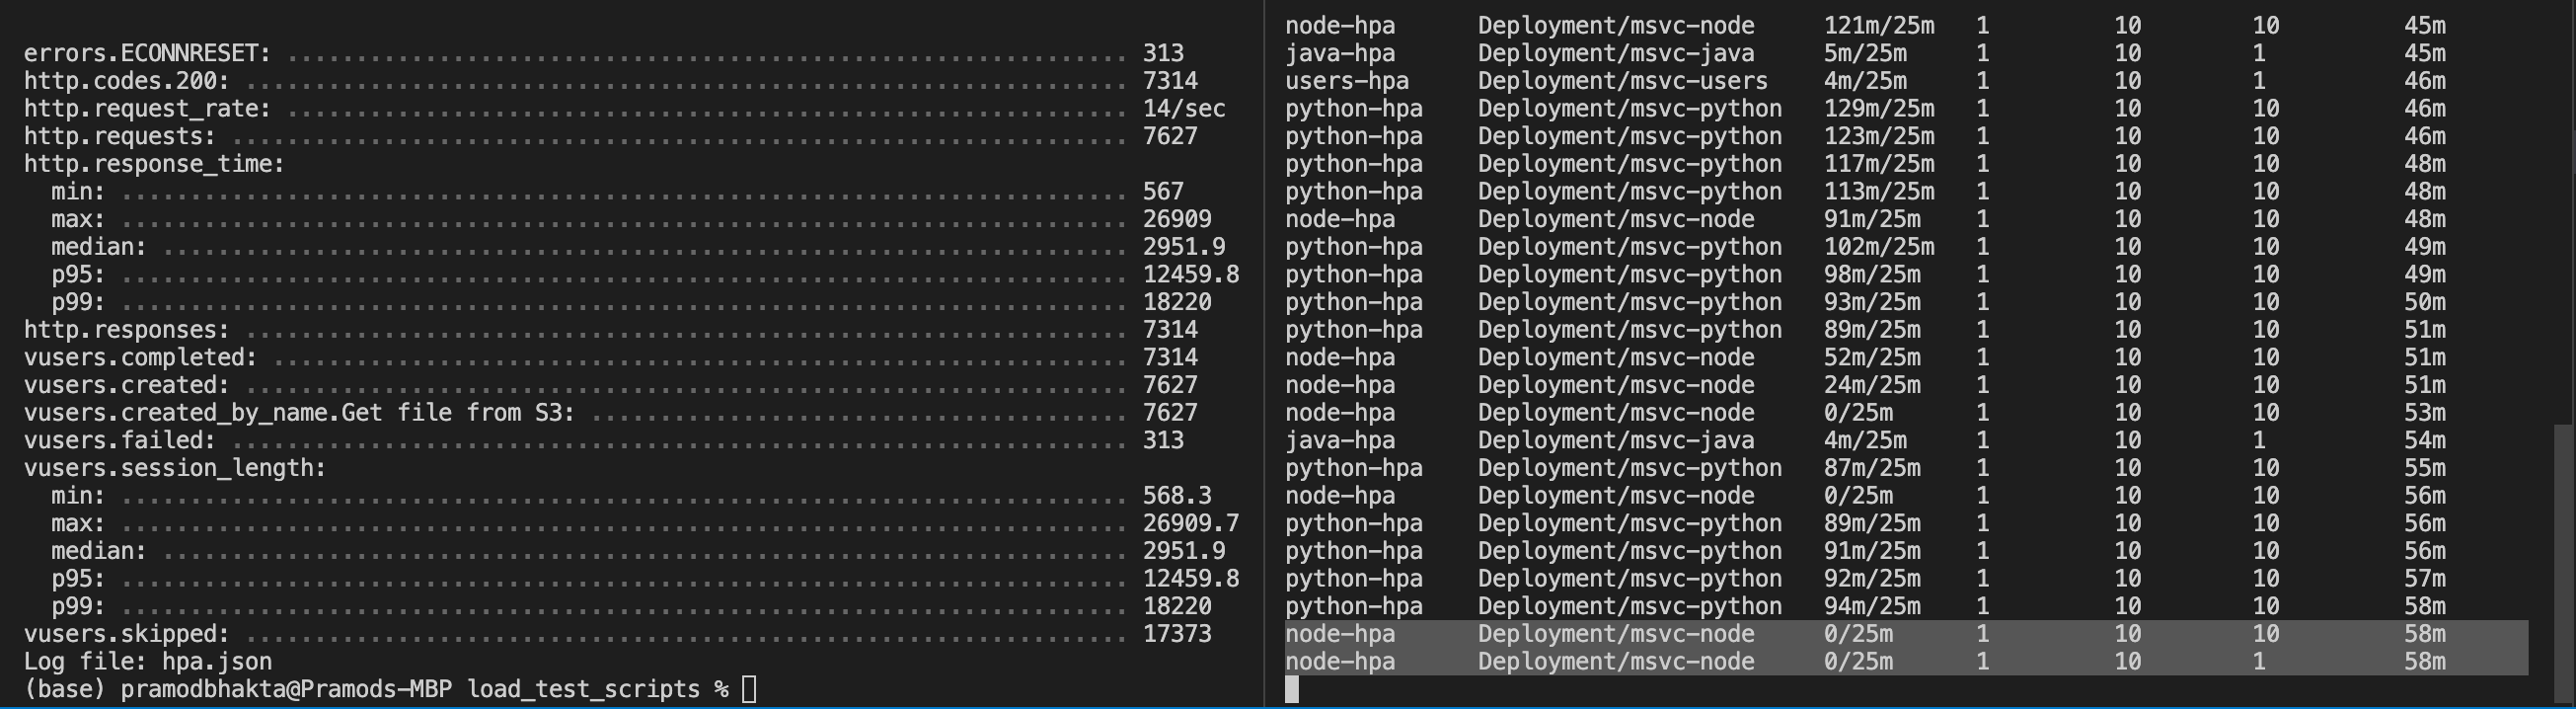 errors.ECONNRESET: .............................................................. 313
http.codes.200: ................................................................. 7314
http.request_rate: .............................................................. 14/sec
http.requests: .................................................................. 7627
http.response_time:
  min: .......................................................................... 567
  max: .......................................................................... 26909
  median: ....................................................................... 2951.9
  p95: .......................................................................... 12459.8
  p99: .......................................................................... 18220
http.responses: ................................................................. 7314
vusers.completed: ............................................................... 7314
vusers.created: ................................................................. 7627
vusers.created_by_name.Get file from S3: ........................................ 7627
vusers.failed: .................................................................. 313
vusers.session_length:
  min: .......................................................................... 568.3
  max: .......................................................................... 26909.7
  median: ....................................................................... 2951.9
  p95: .......................................................................... 12459.8
  p99: .......................................................................... 18220
vusers.skipped: ................................................................. 17373
Log file: hpa.json
(base) pramodbhakta@Pramods-MBP load_test_scripts %
node-hpa Deployment/msvc-node 121m/25m 1 10 10 45m
java-hpa Deployment/msvc-java 5m/25m 1 10 1 45m
users-hpa Deployment/msvc-users 4m/25m 1 10 1 46m
python-hpa Deployment/msvc-python 129m/25m 1 10 10 46m
python-hpa Deployment/msvc-python 123m/25m 1 10 10 46m
python-hpa Deployment/msvc-python 117m/25m 1 10 10 48m
python-hpa Deployment/msvc-python 113m/25m 1 10 10 48m
node-hpa Deployment/msvc-node 91m/25m 1 10 10 48m
python-hpa Deployment/msvc-python 102m/25m 1 10 10 49m
python-hpa Deployment/msvc-python 98m/25m 1 10 10 49m
python-hpa Deployment/msvc-python 93m/25m 1 10 10 50m
python-hpa Deployment/msvc-python 89m/25m 1 10 10 51m
node-hpa Deployment/msvc-node 52m/25m 1 10 10 51m
node-hpa Deployment/msvc-node 24m/25m 1 10 10 51m
node-hpa Deployment/msvc-node 0/25m 1 10 10 53m
java-hpa Deployment/msvc-java 4m/25m 1 10 1 54m
python-hpa Deployment/msvc-python 87m/25m 1 10 10 55m
node-hpa Deployment/msvc-node 0/25m 1 10 10 56m
python-hpa Deployment/msvc-python 89m/25m 1 10 10 56m
python-hpa Deployment/msvc-python 91m/25m 1 10 10 56m
python-hpa Deployment/msvc-python 92m/25m 1 10 10 57m
python-hpa Deployment/msvc-python 94m/25m 1 10 10 58m
node-hpa Deployment/msvc-node 0/25m 1 10 10 58m
node-hpa Deployment/msvc-node 0/25m 1 10 1 58m